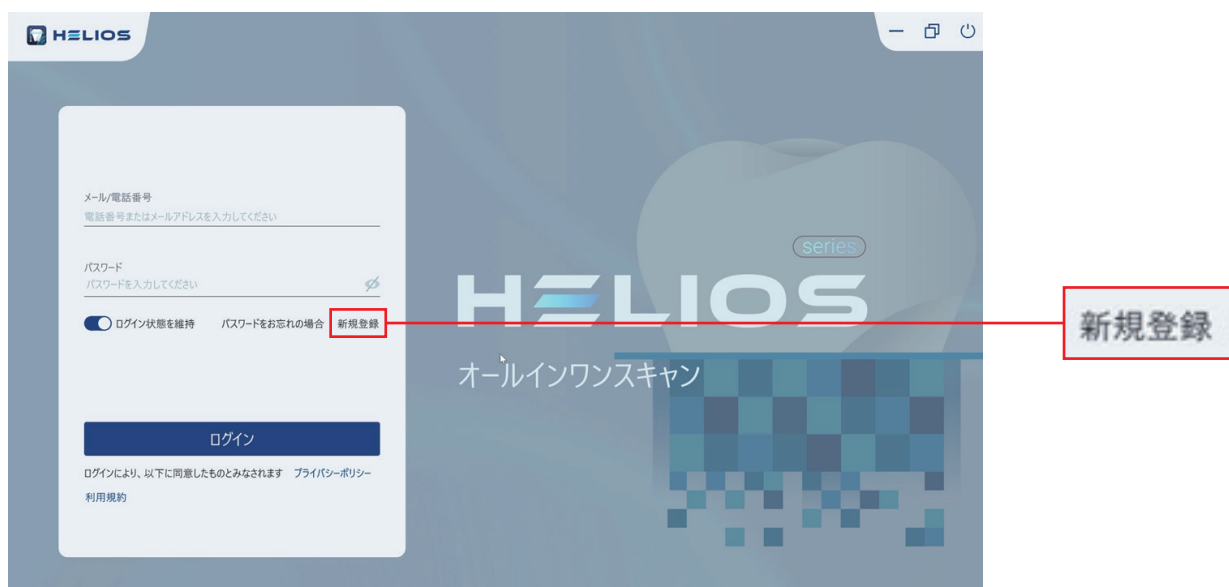 HELIOS
メール/電話番号
電話番号またはメールアドレスを入力してください
パスワード
パスワードを入力してください
ログイン状態を維持 パスワードをお忘れの場合 新規登録
ログイン
ログインにより、以下に同意したものとみなされます プライバシーポリシー
利用規約
series
HELIOS
オールインワンスキャン
新規登録